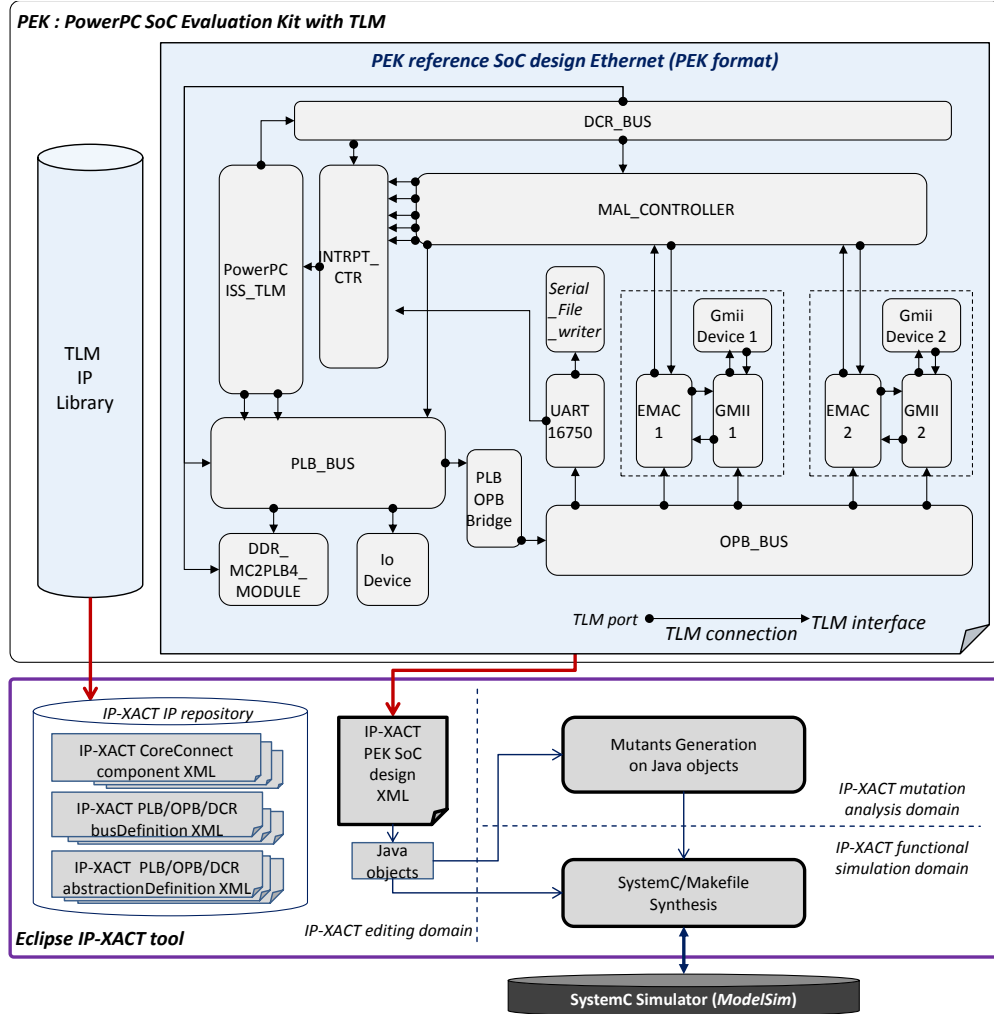 PEK : PowerPC SoC Evaluation Kit with TLM
PEK reference SoC design Ethernet (PEK format)
DCR_BUS
MAL_CONTROLLER
TLM
IP
Library
PowerPC
ISS_TLM
INTRPT_
CTR
Serial
_File
_writer
Gmii
Device 1
Gmii
Device 2
UART
16750
EMAC
1
GMII
1
EMAC
2
GMII
2
PLB_BUS
PLB
OPB
Bridge
OPB_BUS
DDR_
MC2PLB4_
MODULE
Io
Device
TLM port
TLM connection
TLM interface
IP-XACT IP repository
IP-XACT CoreConnect
component XML
IP-XACT PLB/OPB/DCR
busDefinition XML
IP-XACT PLB/OPB/DCR
abstractionDefinition XML
IP-XACT
PEK SoC
design
XML
Java
objects
Mutants Generation
on Java objects
IP-XACT mutation
analysis domain
IP-XACT functional
simulation domain
SystemC/Makefile
Synthesis
IP-XACT editing domain
Eclipse IP-XACT tool
SystemC Simulator (ModelSim)